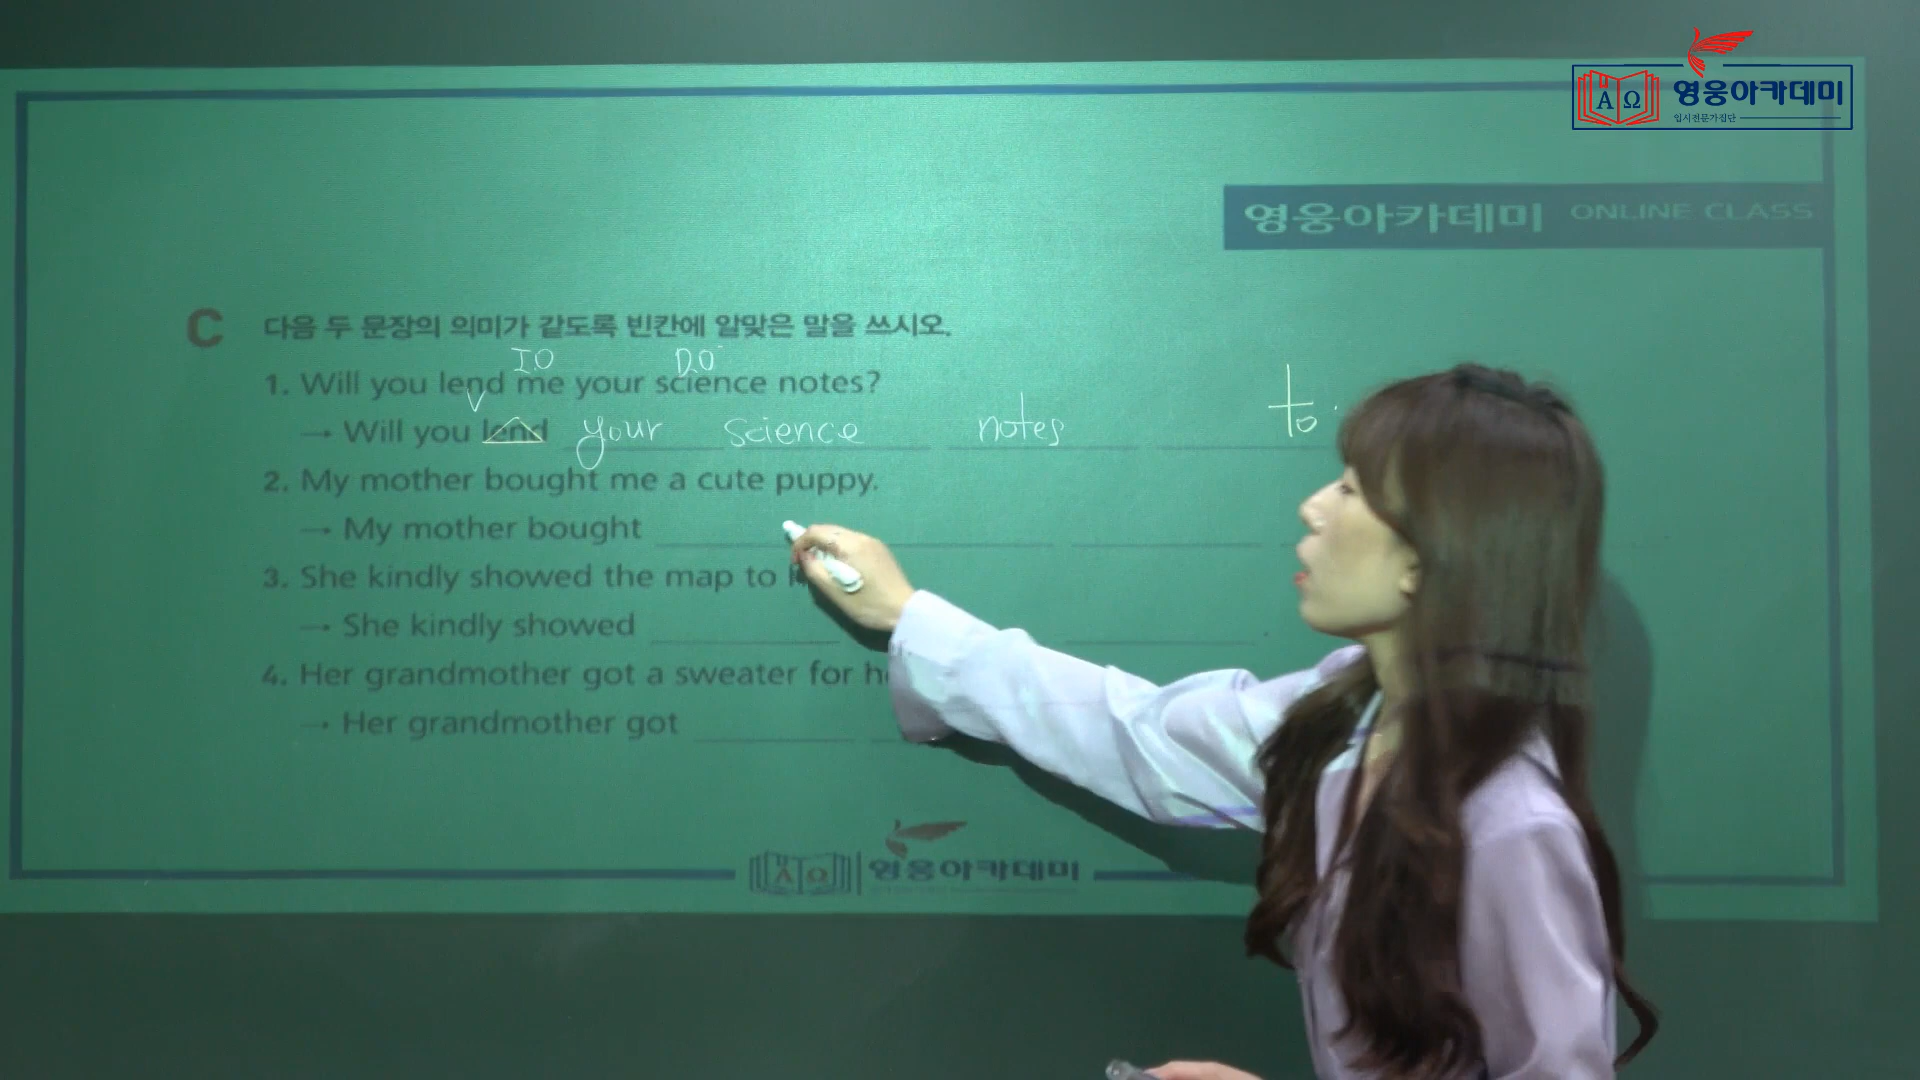 영웅아카데미
입시전문가집단
영웅아카데미 ONLINE CLASS
C 다음 두 문장의 의미가 같도록 빈칸에 알맞은 말을 쓰시오.
IO DO
1. Will you lend me your science notes?
V
→ Will you lend your science notes to
2. My mother bought me a cute puppy.
→ My mother bought
3. She kindly showed the map to
→ She kindly showed
4. Her grandmother got a sweater for
→ Her grandmother got
A Ω 영웅아카데미